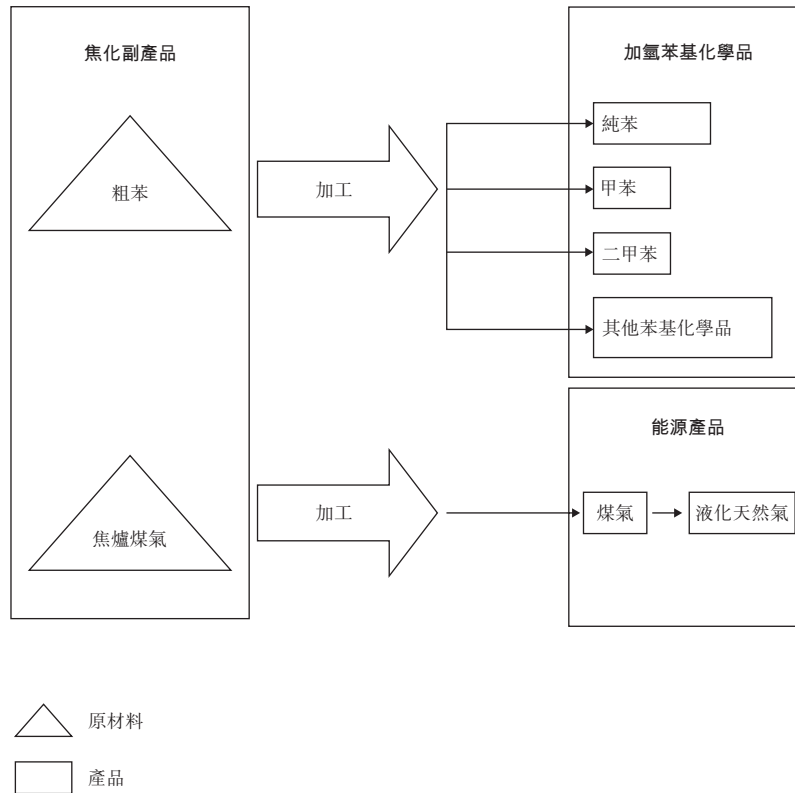 焦化副產品
粗苯
加工
加氫苯基化學品
純苯
甲苯
二甲苯
其他苯基化學品
焦爐煤氣
加工
能源產品
煤氣
液化天然氣
原材料
產品